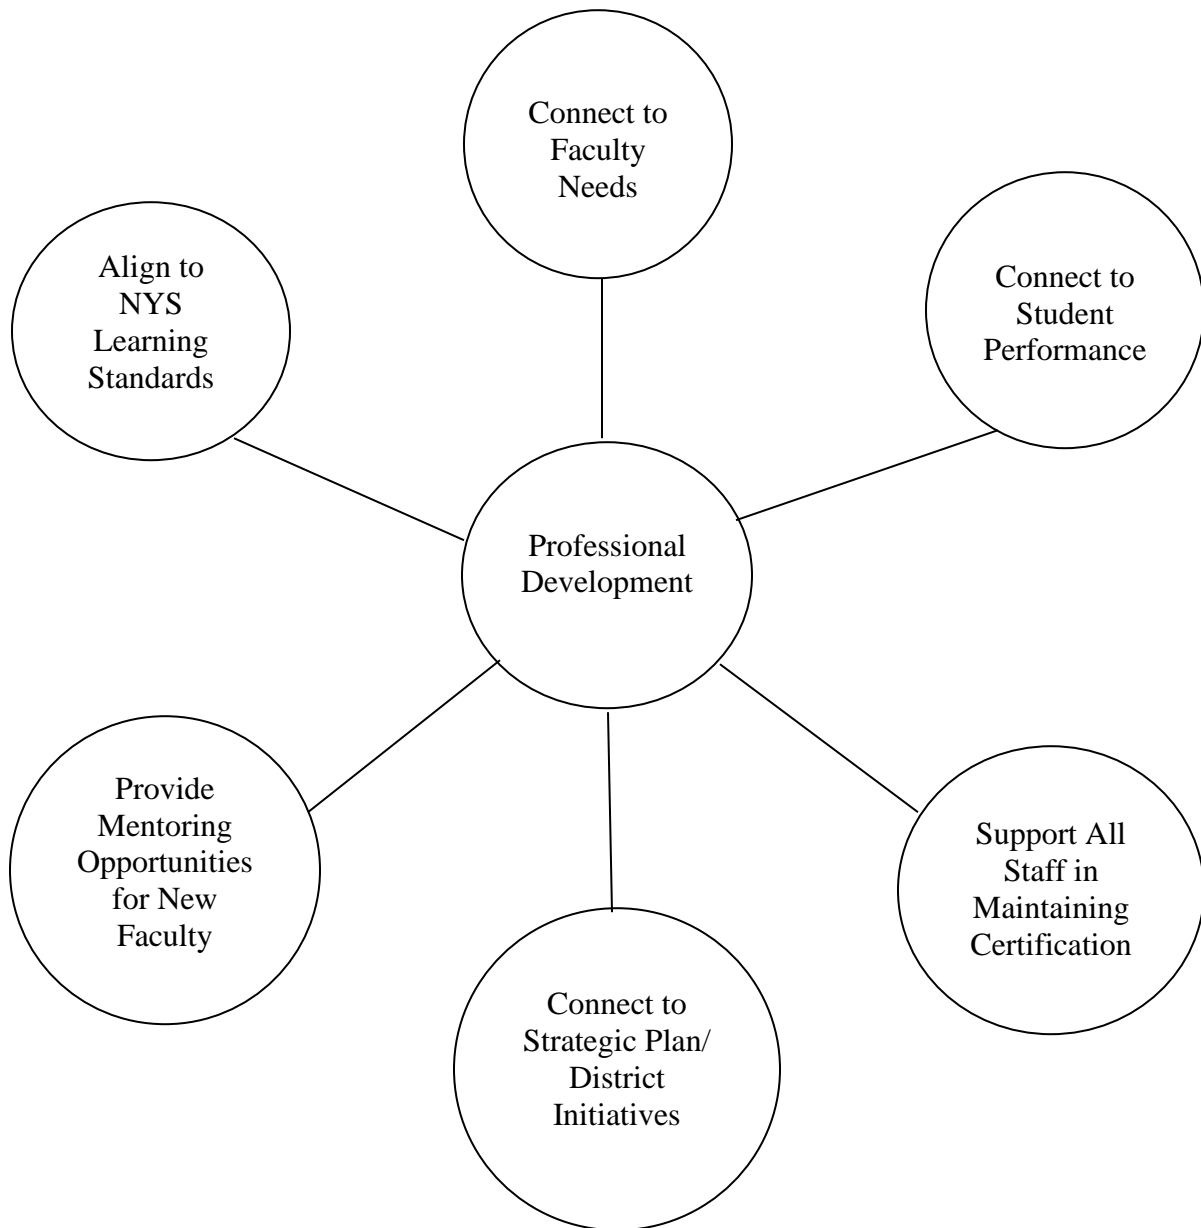 Connect to
Faculty
Needs
Align to
NYS
Learning
Standards
Connect to
Student
Performance
Professional
Development
Provide
Mentoring
Opportunities
for New
Faculty
Support All
Staff in
Maintaining
Certification
Connect to
Strategic Plan/
District
Initiatives